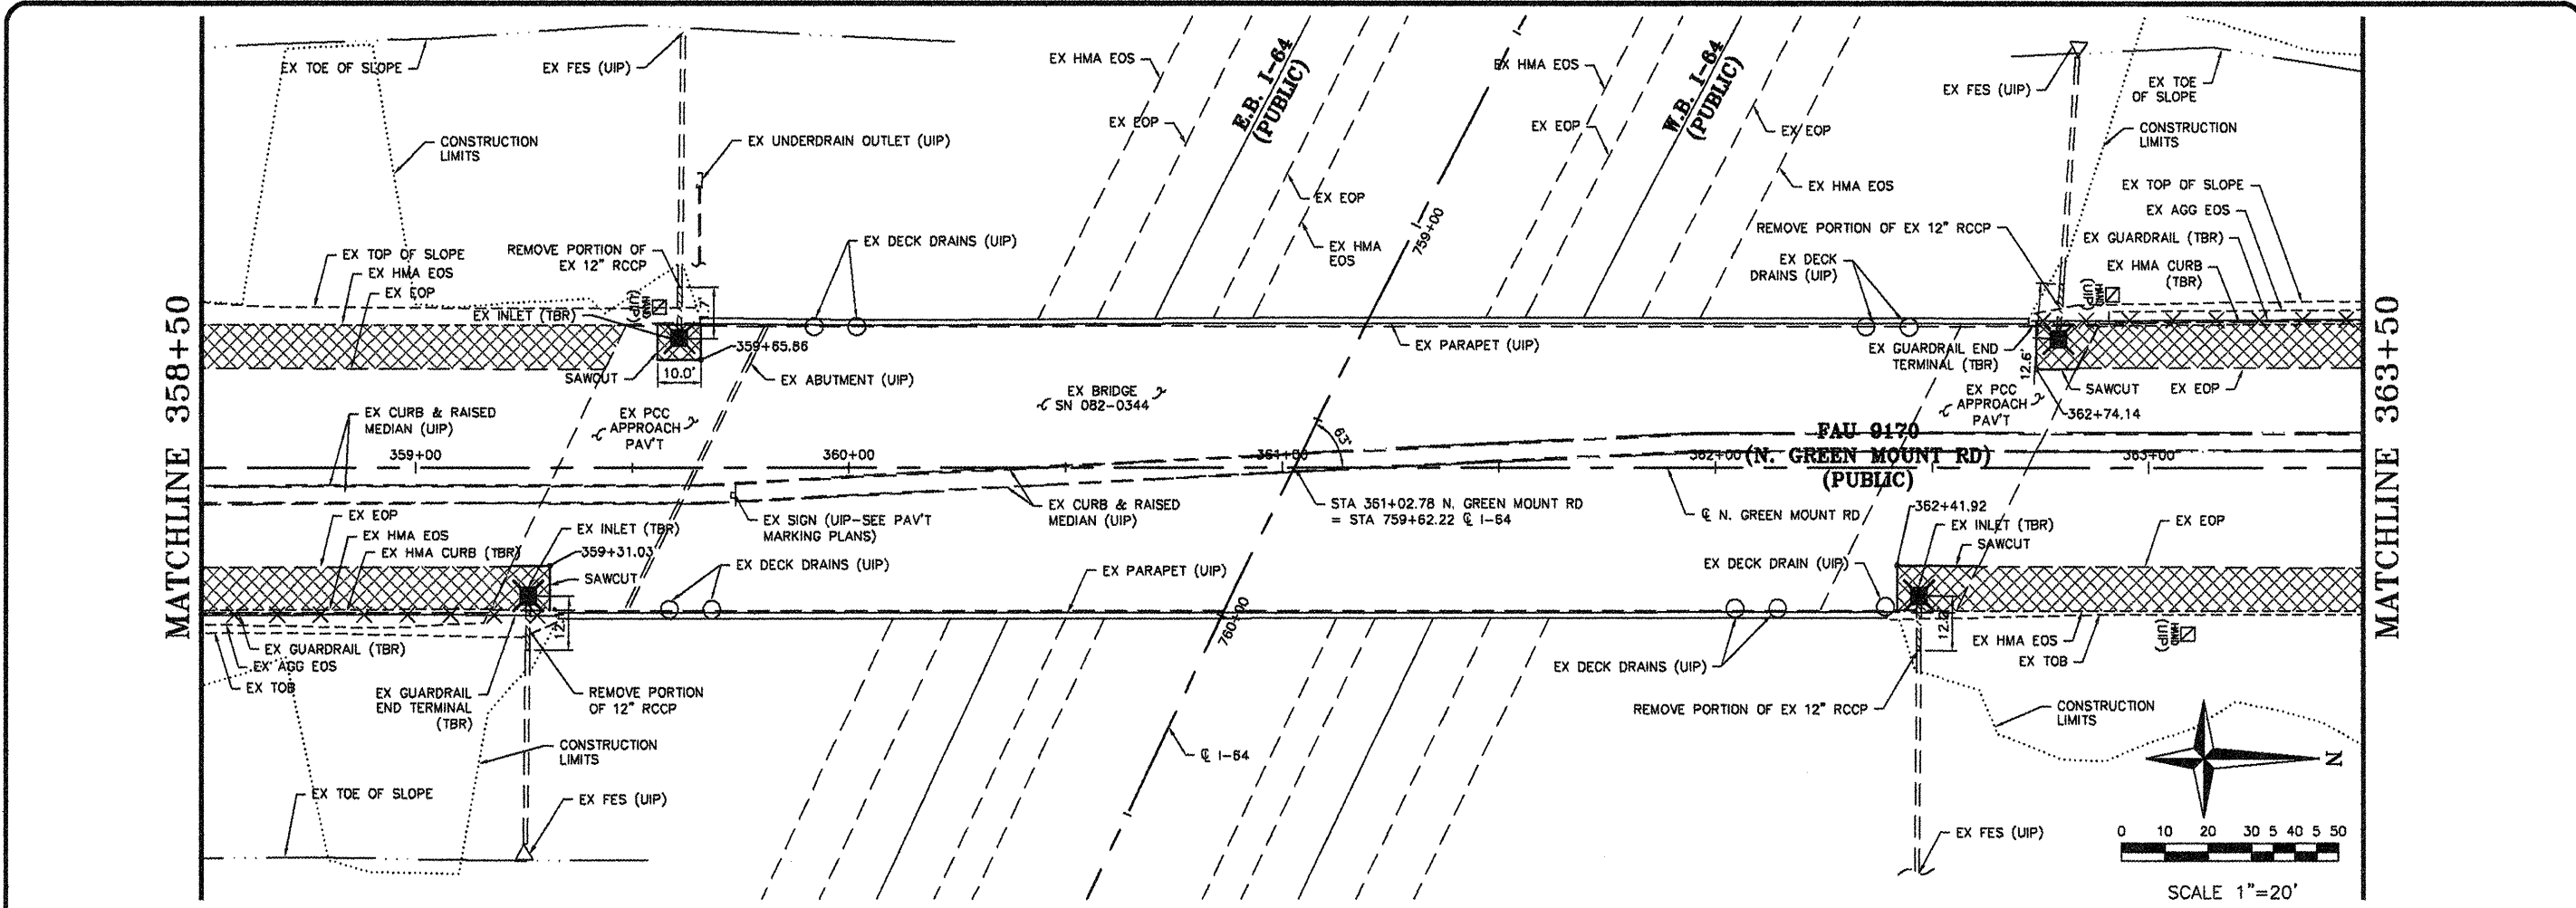 EX TOE OF SLOPE
EX FES (UIP)
CONSTRUCTION
LIMITS
EX UNDERDRAIN OUTLET (UIP)
EX TOP OF SLOPE
EX HMA EOS
EX EOP
REMOVE PORTION OF
EX 12" RCCP
EX DECK DRAINS (UIP)
HAND
(UIP)
EX INLET (TBR)
359+65.86
SAWCUT
10.0'
EX ABUTMENT (UIP)
EX HMA EOS
EX EOP
E.B. I-64
(PUBLIC)
EX EOP
EX HMA
EOS
759+00
EX HMA EOS
EX EOP
W.B. I-64
(PUBLIC)
EX EOP
EX HMA EOS
EX FES (UIP)
EX TOE
OF SLOPE
CONSTRUCTION
LIMITS
EX TOP OF SLOPE
EX AGG EOS
REMOVE PORTION OF EX 12" RCCP
EX GUARDRAIL (TBR)
EX DECK
DRAINS (UIP)
EX HMA CURB
(TBR)
HAND
(UIP)
EX PARAPET (UIP)
EX GUARDRAIL END
TERMINAL (TBR)
12.6'
SAWCUT
EX EOP
362+74.14
MATCHLINE 358+50
MATCHLINE 363+50
EX CURB & RAISED
MEDIAN (UIP)
EX PCC
APPROACH
PAV'T
EX BRIDGE
SN 082-0344
EX PCC
APPROACH
PAV'T
63°
359+00
360+00
361+00
362+00
363+00
FAU 9170
(N. GREEN MOUNT RD)
(PUBLIC)
EX SIGN (UIP-SEE PAV'T
MARKING PLANS)
EX CURB & RAISED
MEDIAN (UIP)
STA 361+02.78 N. GREEN MOUNT RD
= STA 759+62.22 ℄ I-64
℄ N. GREEN MOUNT RD
EX EOP
EX HMA EOS
EX HMA CURB (TBR)
EX INLET (TBR)
359+31.03
SAWCUT
EX DECK DRAINS (UIP)
EX PARAPET (UIP)
760+00
EX DECK DRAIN (UIP)
362+41.92
EX INLET (TBR)
SAWCUT
EX EOP
EX GUARDRAIL (TBR)
EX AGG EOS
EX TOB
EX GUARDRAIL
END TERMINAL
(TBR)
REMOVE PORTION
OF 12" RCCP
CONSTRUCTION
LIMITS
EX TOE OF SLOPE
EX FES (UIP)
℄ I-64
EX DECK DRAINS (UIP)
REMOVE PORTION OF EX 12" RCCP
EX HMA EOS
EX TOB
HAND
(UIP)
CONSTRUCTION
LIMITS
EX FES (UIP)
N
0 10 20 30 5 40 5 50
SCALE 1"=20'